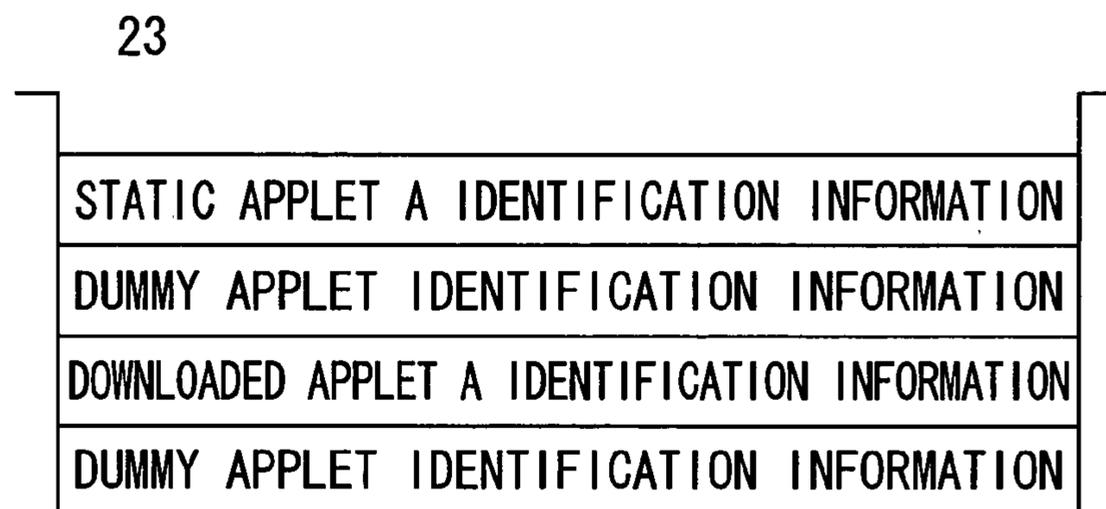 23
STATIC APPLET A IDENTIFICATION INFORMATION
DUMMY APPLET IDENTIFICATION INFORMATION
DOWNLOADED APPLET A IDENTIFICATION INFORMATION
DUMMY APPLET IDENTIFICATION INFORMATION